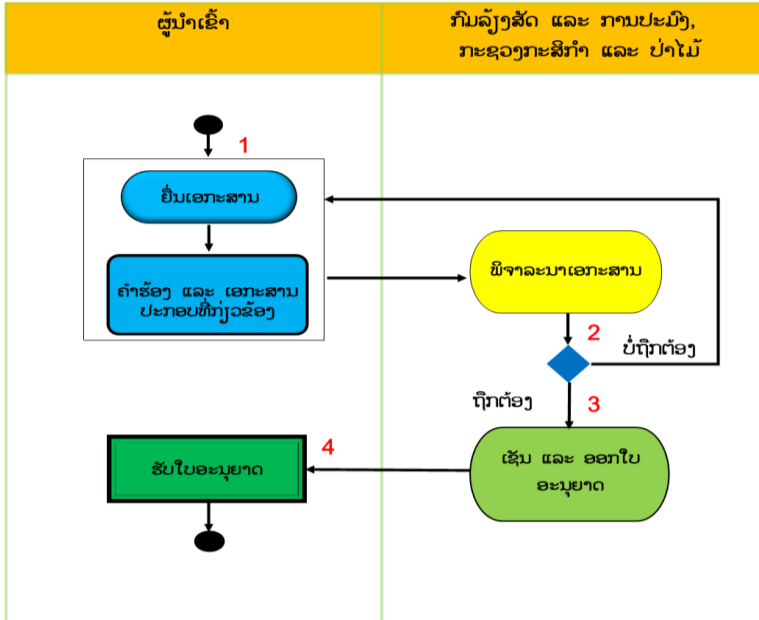 ຜູ້ນຳເຂົ້າ
ກົມລ້ຽງສັດ ແລະ ການປະມົງ,
ກະຊວງກະສິກຳ ແລະ ປ່າໄມ້
1
ຍື່ນເອກະສານ
ຄຳຮ້ອງ ແລະ ເອກະສານ
ປະກອບທີ່ກ່ຽວຂ້ອງ
ພິຈາລະນາເອກະສານ
2
ບໍ່ຖືກຕ້ອງ
ຖືກຕ້ອງ
3
ເຊັນ ແລະ ອອກໃບ
ອະນຸຍາດ
4
ຮັບໃບອະນຸຍາດ